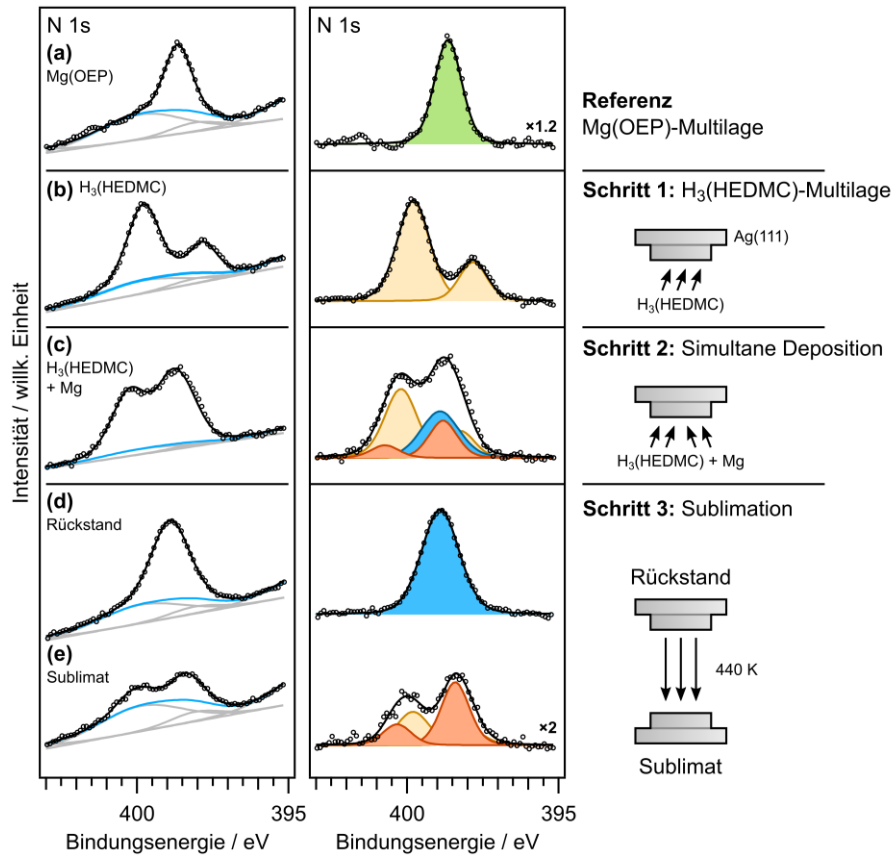 N 1s
(a)
Mg(OEP)
N 1s
×1.2
Referenz
Mg(OEP)-Multilage
(b) H₃(HEDMC)
Schritt 1: H₃(HEDMC)-Multilage
Ag(111)
H₃(HEDMC)
(c)
H₃(HEDMC)
+ Mg
Schritt 2: Simultane Deposition
H₃(HEDMC) + Mg
(d)
Rückstand
Schritt 3: Sublimation
Rückstand
440 K
(e)
Sublimat
×2
Sublimat
Intensität / willk. Einheit
400 395
400 395
Bindungsenergie / eV
Bindungsenergie / eV